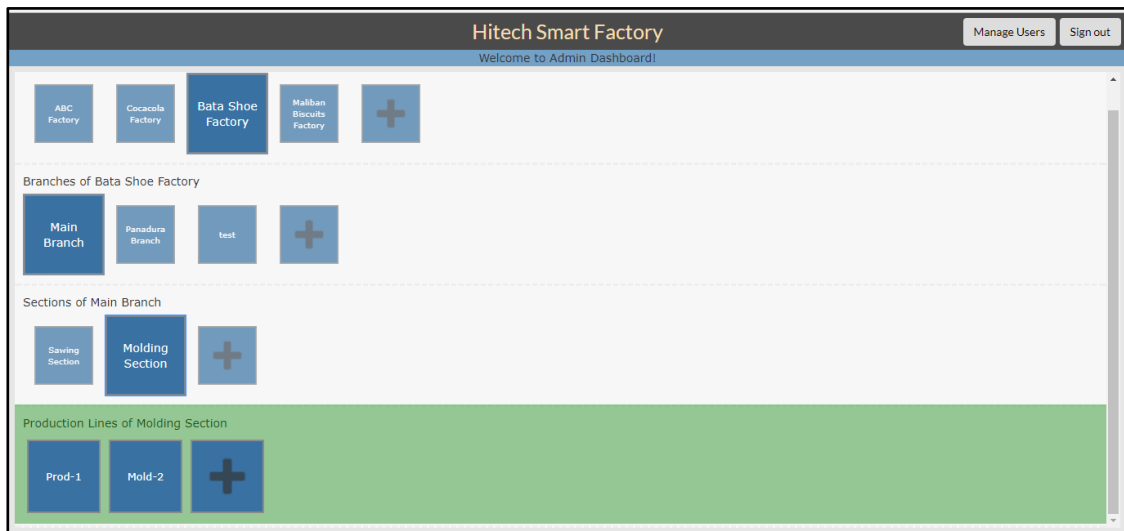 Hitech Smart Factory
Manage Users
Sign out
Welcome to Admin Dashboard!
ABC
Factory
Cocacola
Factory
Bata Shoe
Factory
Maliban
Biscuits
Factory
Branches of Bata Shoe Factory
Main
Branch
Panadura
Branch
test
Sections of Main Branch
Sawing
Section
Molding
Section
Production Lines of Molding Section
Prod-1
Mold-2